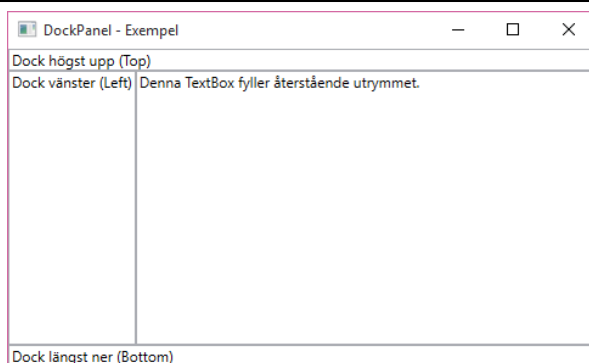 DockPanel - Exempel
Dock högst upp (Top)
Dock vänster (Left)
Denna TextBox fyller återstående utrymmet.
Dock längst ner (Bottom)